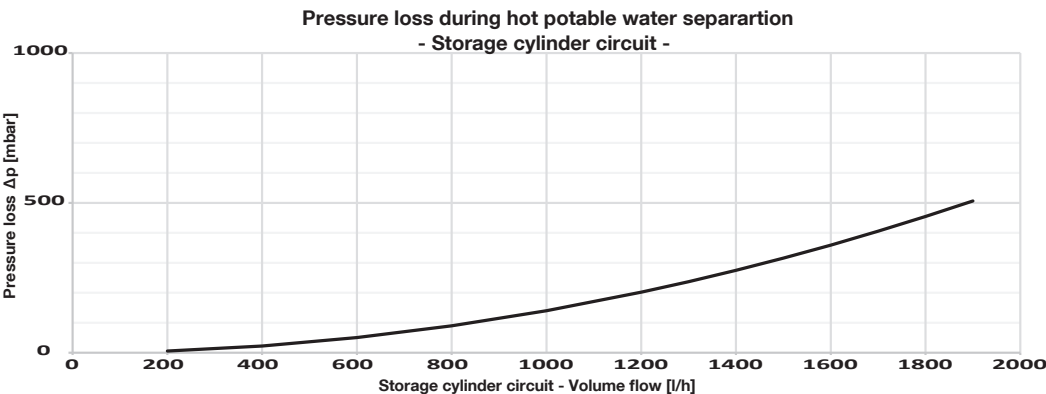 Pressure loss during hot potable water separartion
- Storage cylinder circuit -
1000
500
0
Pressure loss Δp [mbar]
0 200 400 600 800 1000 1200 1400 1600 1800 2000
Storage cylinder circuit - Volume flow [l/h]